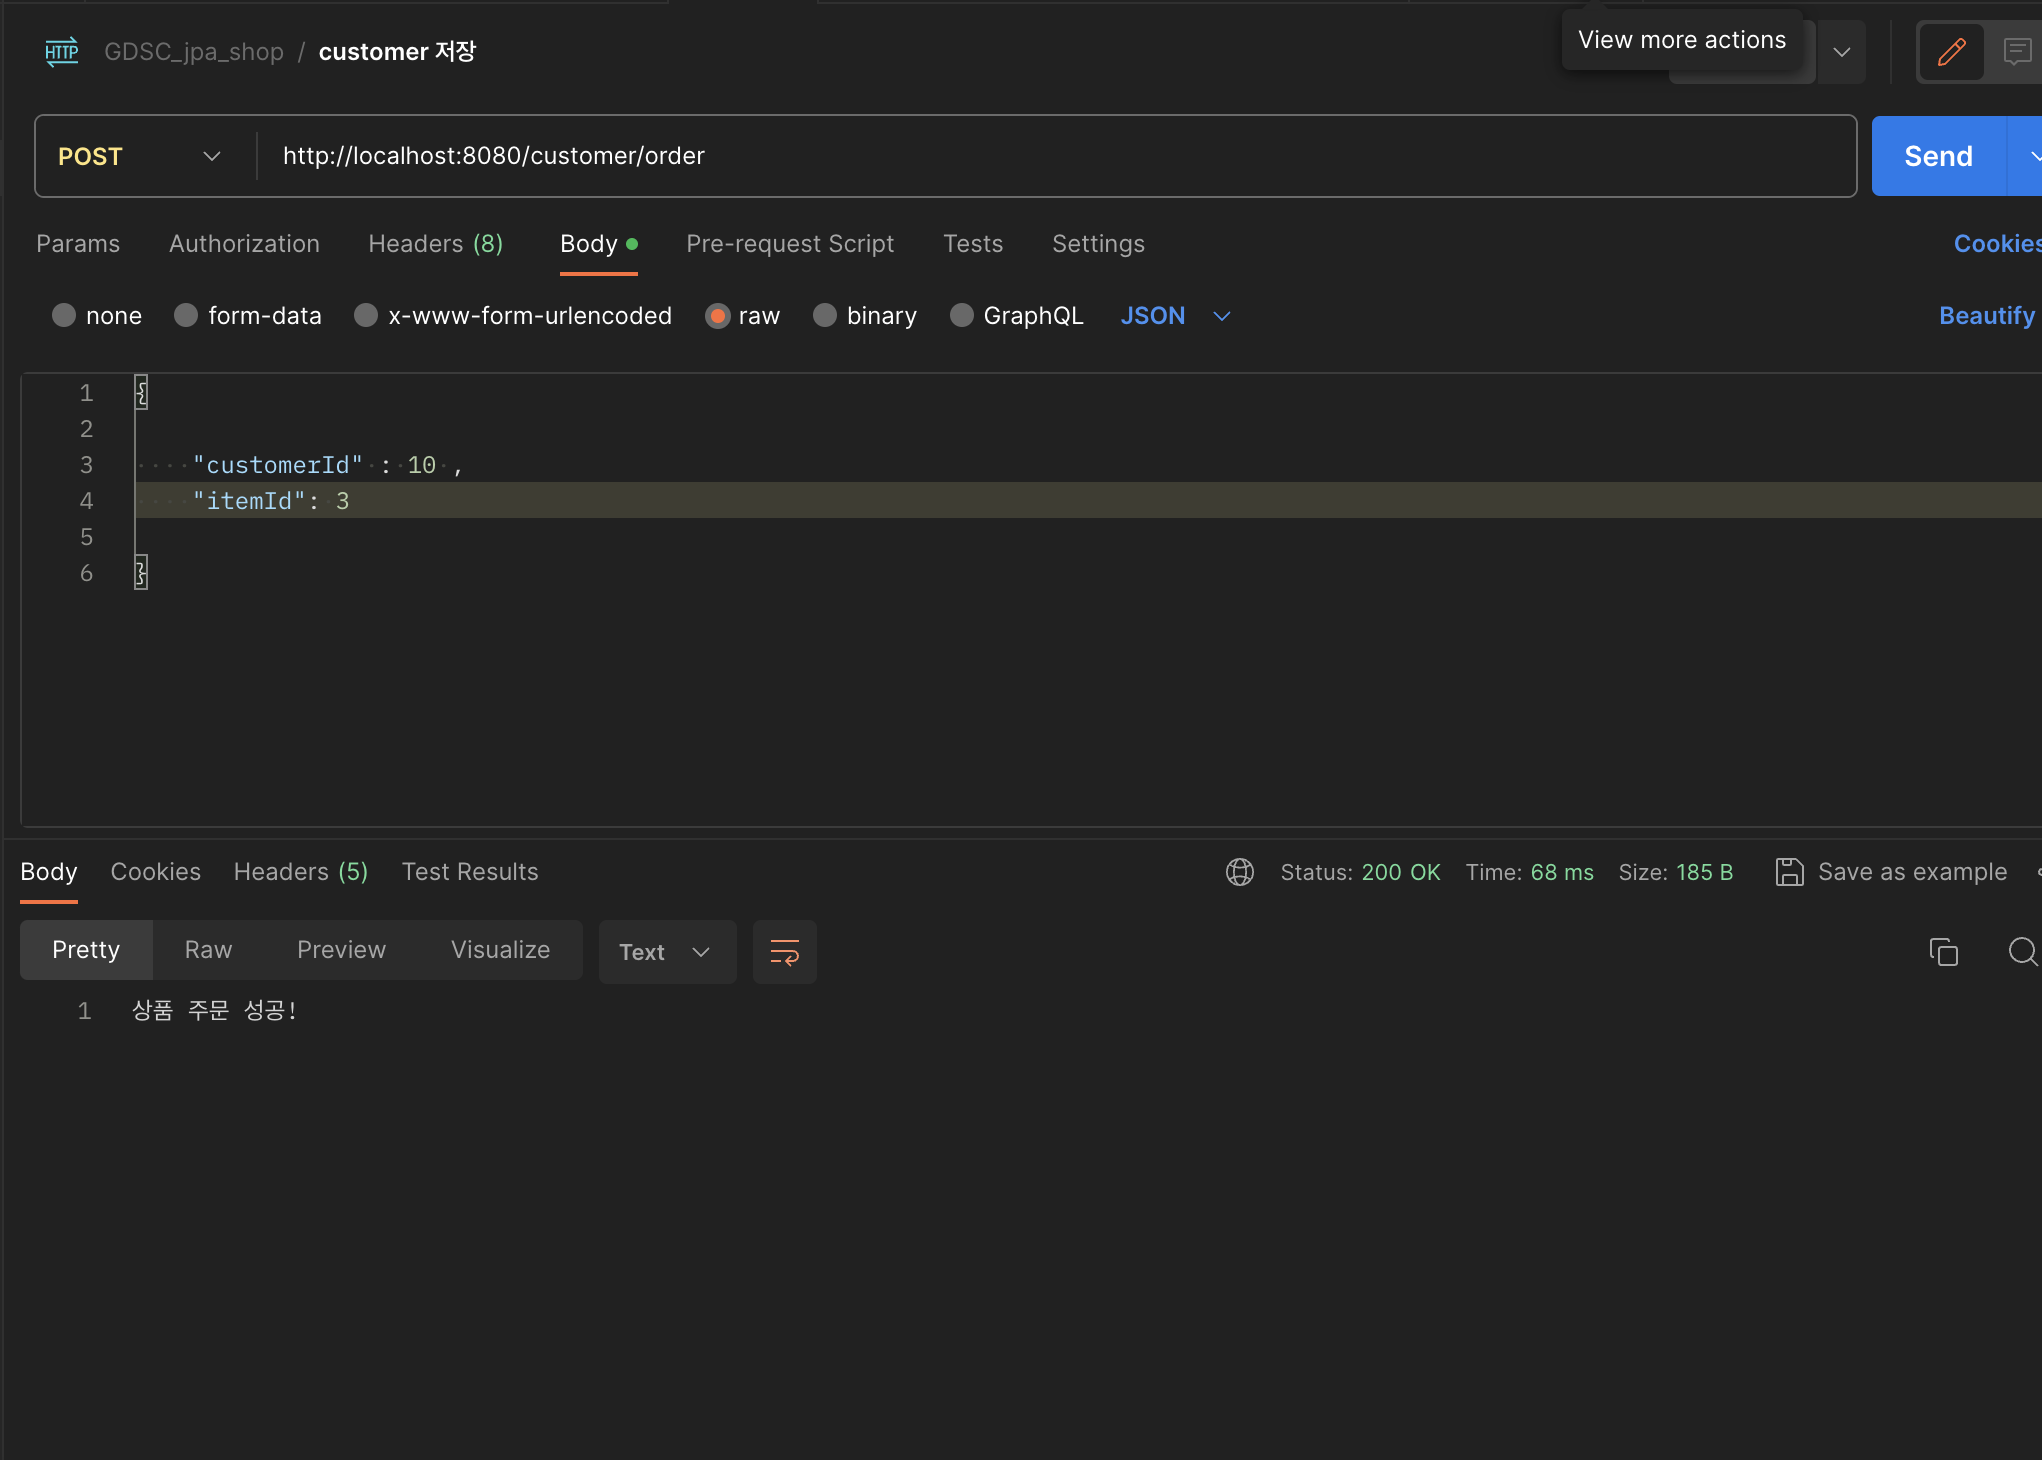 HTTP GDSC_jpa_shop / customer 저장 View more actions
POST http://localhost:8080/customer/order Send
Params Authorization Headers (8) Body Pre-request Script Tests Settings Cookies
none form-data x-www-form-urlencoded raw binary GraphQL JSON Beautify
1 {
2
3 "customerId" : 10 ,
4 "itemId": 3
5
6 }
Body Cookies Headers (5) Test Results Status: 200 OK Time: 68 ms Size: 185 B Save as example
Pretty Raw Preview Visualize Text
1 상품 주문 성공!